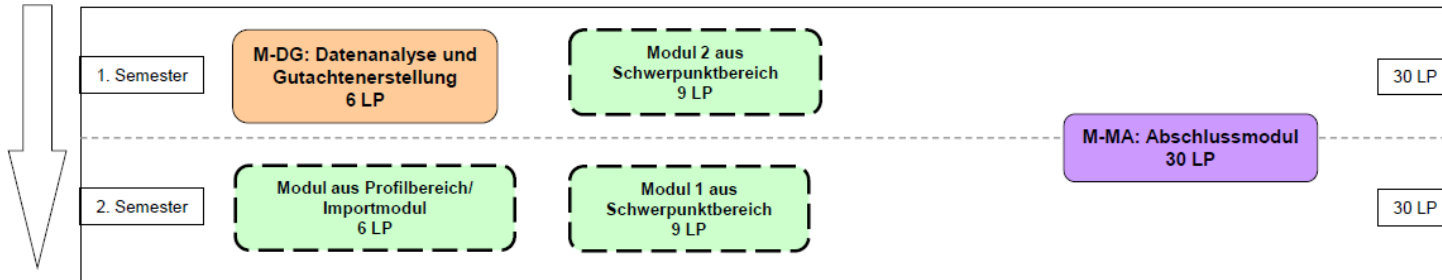 1. Semester
M-DG: Datenanalyse und
Gutachtenerstellung
6 LP
Modul 2 aus
Schwerpunktbereich
9 LP
30 LP
M-MA: Abschlussmodul
30 LP
2. Semester
Modul aus Profilbereich/
Importmodul
6 LP
Modul 1 aus
Schwerpunktbereich
9 LP
30 LP